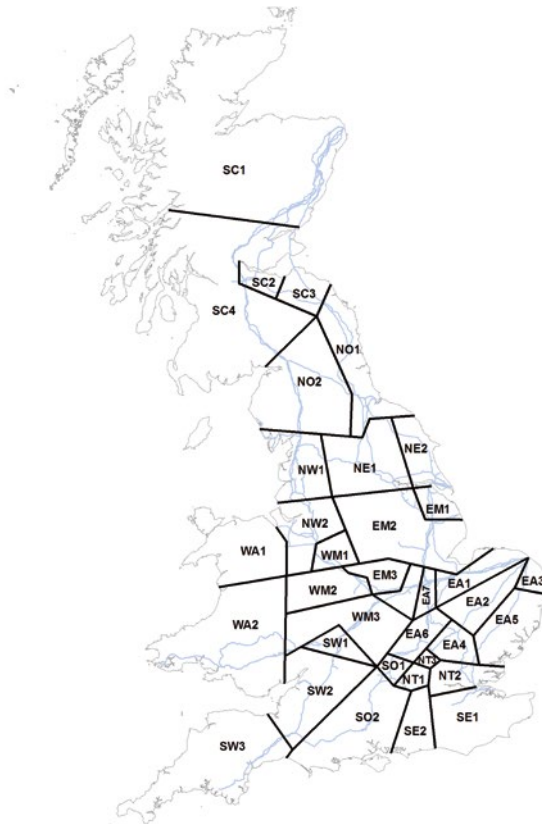 SC1
SC2
SC3
SC4
NO1
NO2
NE2
NW1
NE1
EM1
NW2
EM2
WA1
WM1
EM3
EA1
EA3
WM2
EA7
EA2
WM3
WA2
EA5
EA6
SW1
EA4
SO1
NT3
NT1
NT2
SW2
SO2
SE1
SE2
SW3